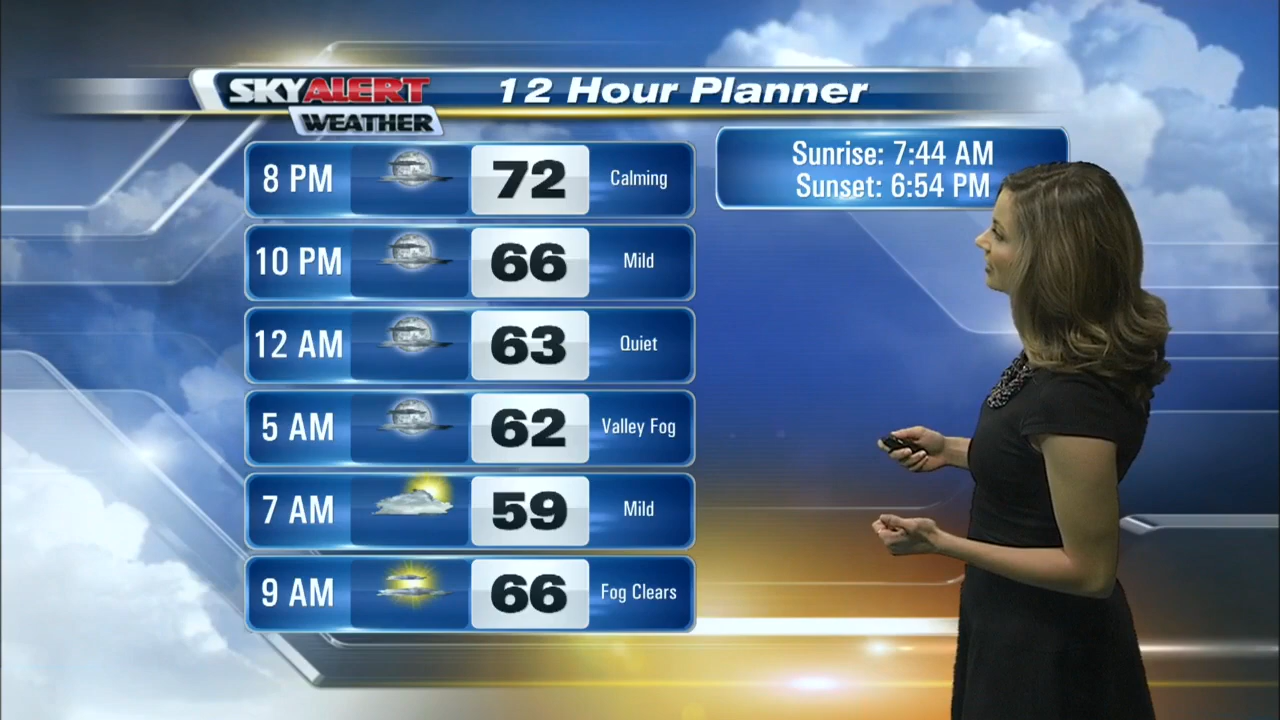 SKYALERT 12 Hour Planner
WEATHER
Sunrise: 7:44 AM
Sunset: 6:54 PM
8 PM 72 Calming
10 PM 66 Mild
12 AM 63 Quiet
5 AM 62 Valley Fog
7 AM 59 Mild
9 AM 66 Fog Clears